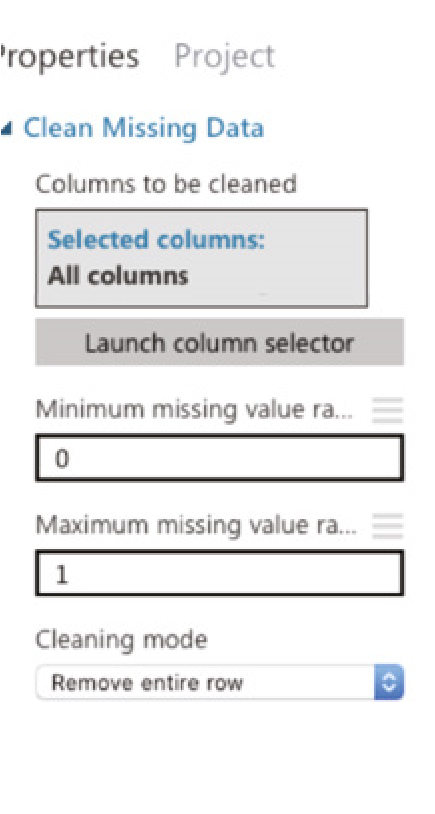 Properties Project
Clean Missing Data
Columns to be cleaned
Selected columns:
All columns
Launch column selector
Minimum missing value ra...
0
Maximum missing value ra...
1
Cleaning mode
Remove entire row